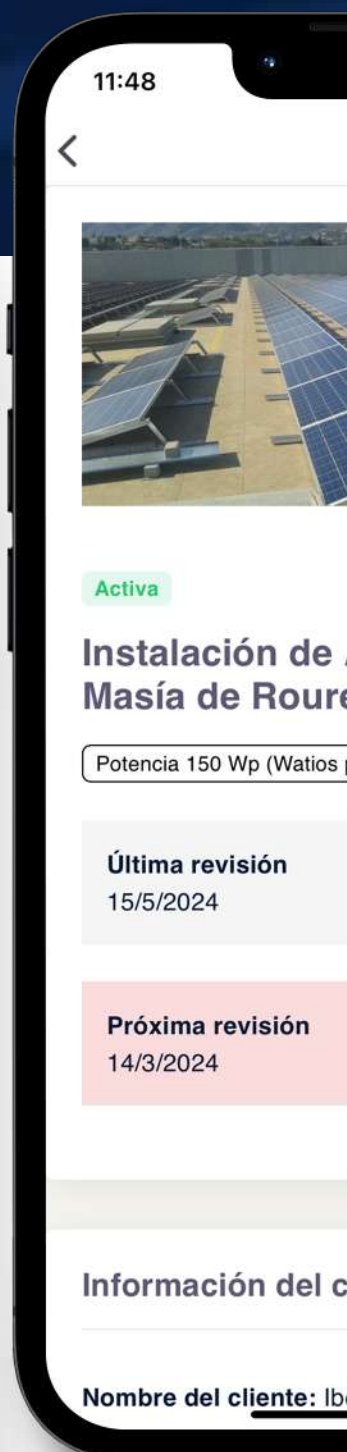 11:48
Activa
Instalación de
Masía de
Potencia 150 Wp (Watios
Última revisión
15/5/2024
Próxima revisión
14/3/2024
Información del
Nombre del cliente: